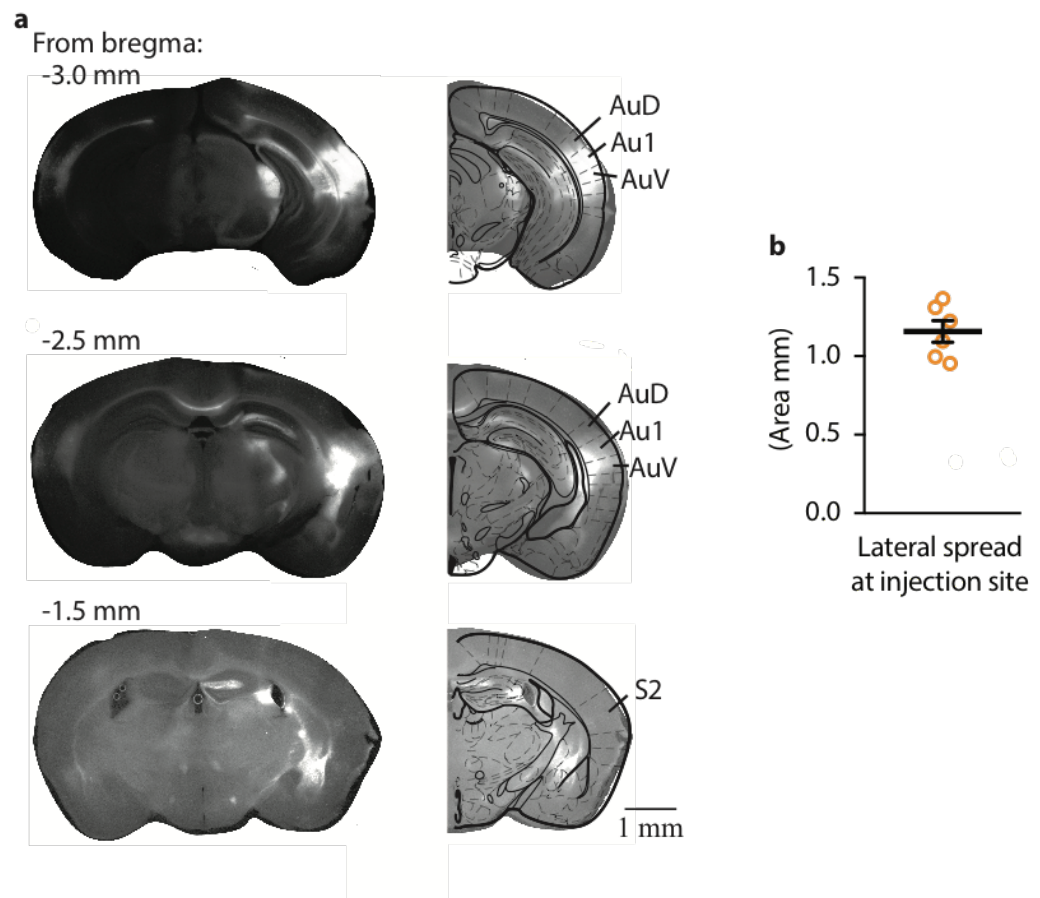 a
From bregma:
-3.0 mm
AuD
Au1
AuV
-2.5 mm
AuD
Au1
AuV
-1.5 mm
S2
1 mm
b
1.5
1.0
0.5
0.0
(Area mm)
Lateral spread
at injection site